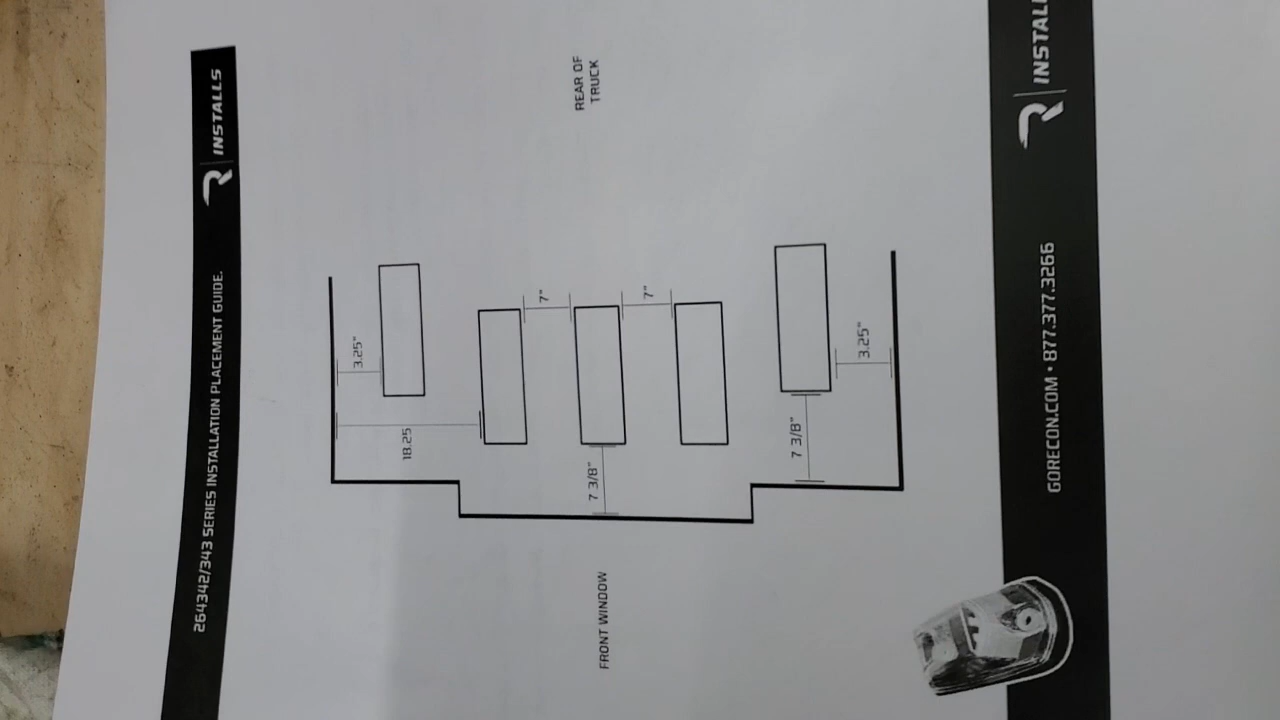 264342/343 SERIES INSTALLATION PLACEMENT GUIDE.
R INSTALLS
REAR OF
TRUCK
3.25"
18.25
7"
7"
7 3/8"
7 3/8"
3.25"
FRONT WINDOW
GORECON.COM • 877.377.3266
R INSTALL